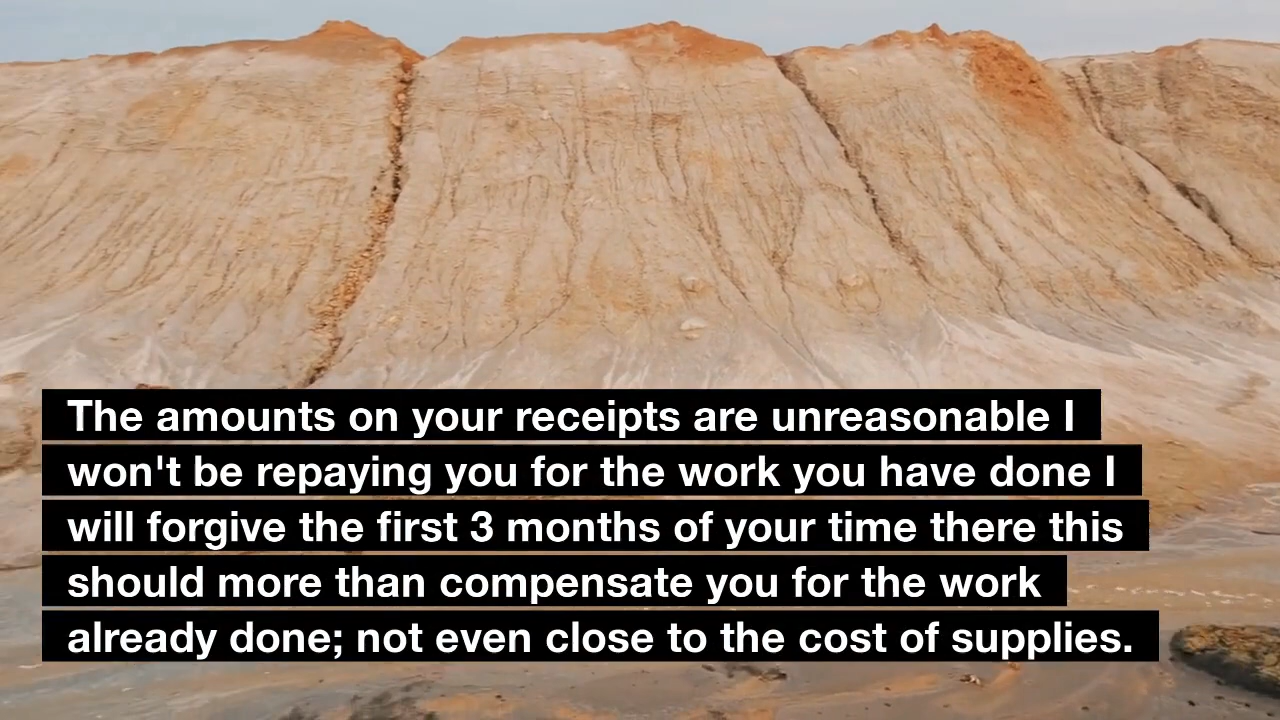 The amounts on your receipts are unreasonable I
won't be repaying you for the work you have done I
will forgive the first 3 months of your time there this
should more than compensate you for the work
already done; not even close to the cost of supplies.